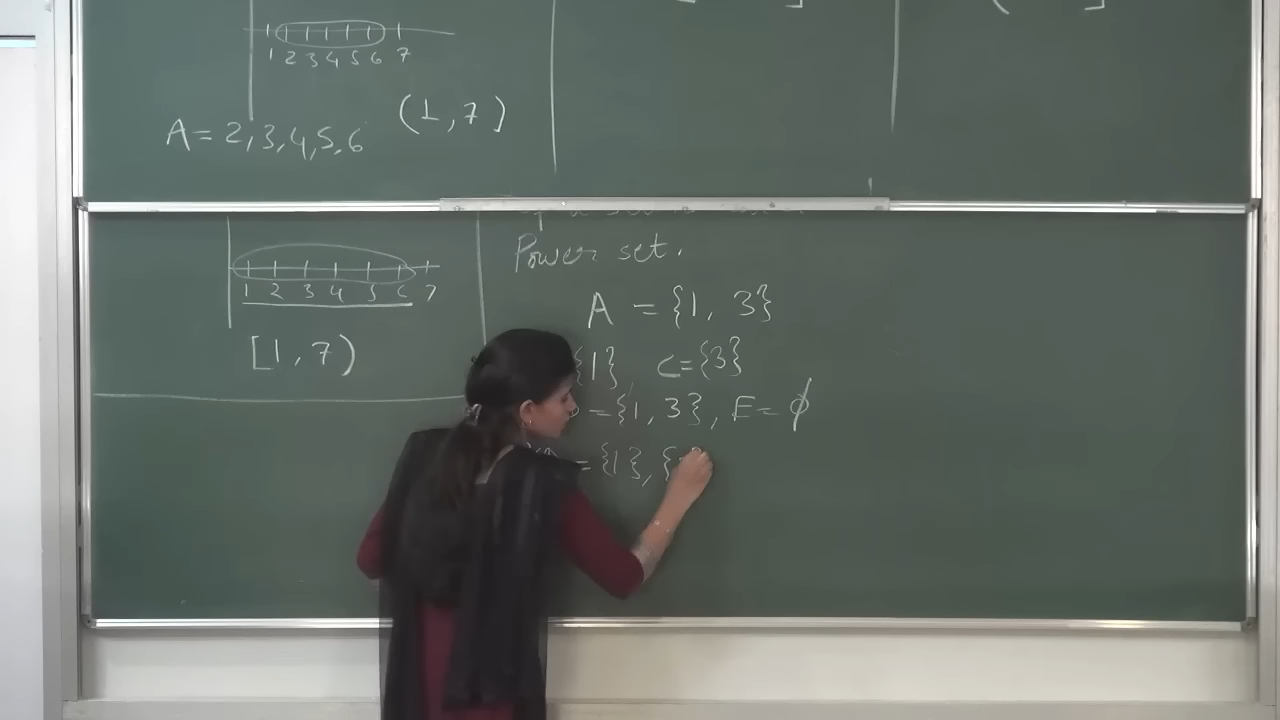 1 2 3 4 5 6 7
(1, 7)
A = 2, 3, 4, 5, 6
1 2 3 4 5 6 7
[1, 7)
Power set.
A = {1, 3}
{1}, C = {3}
= {1, 3}, E = ϕ
= {1}, {